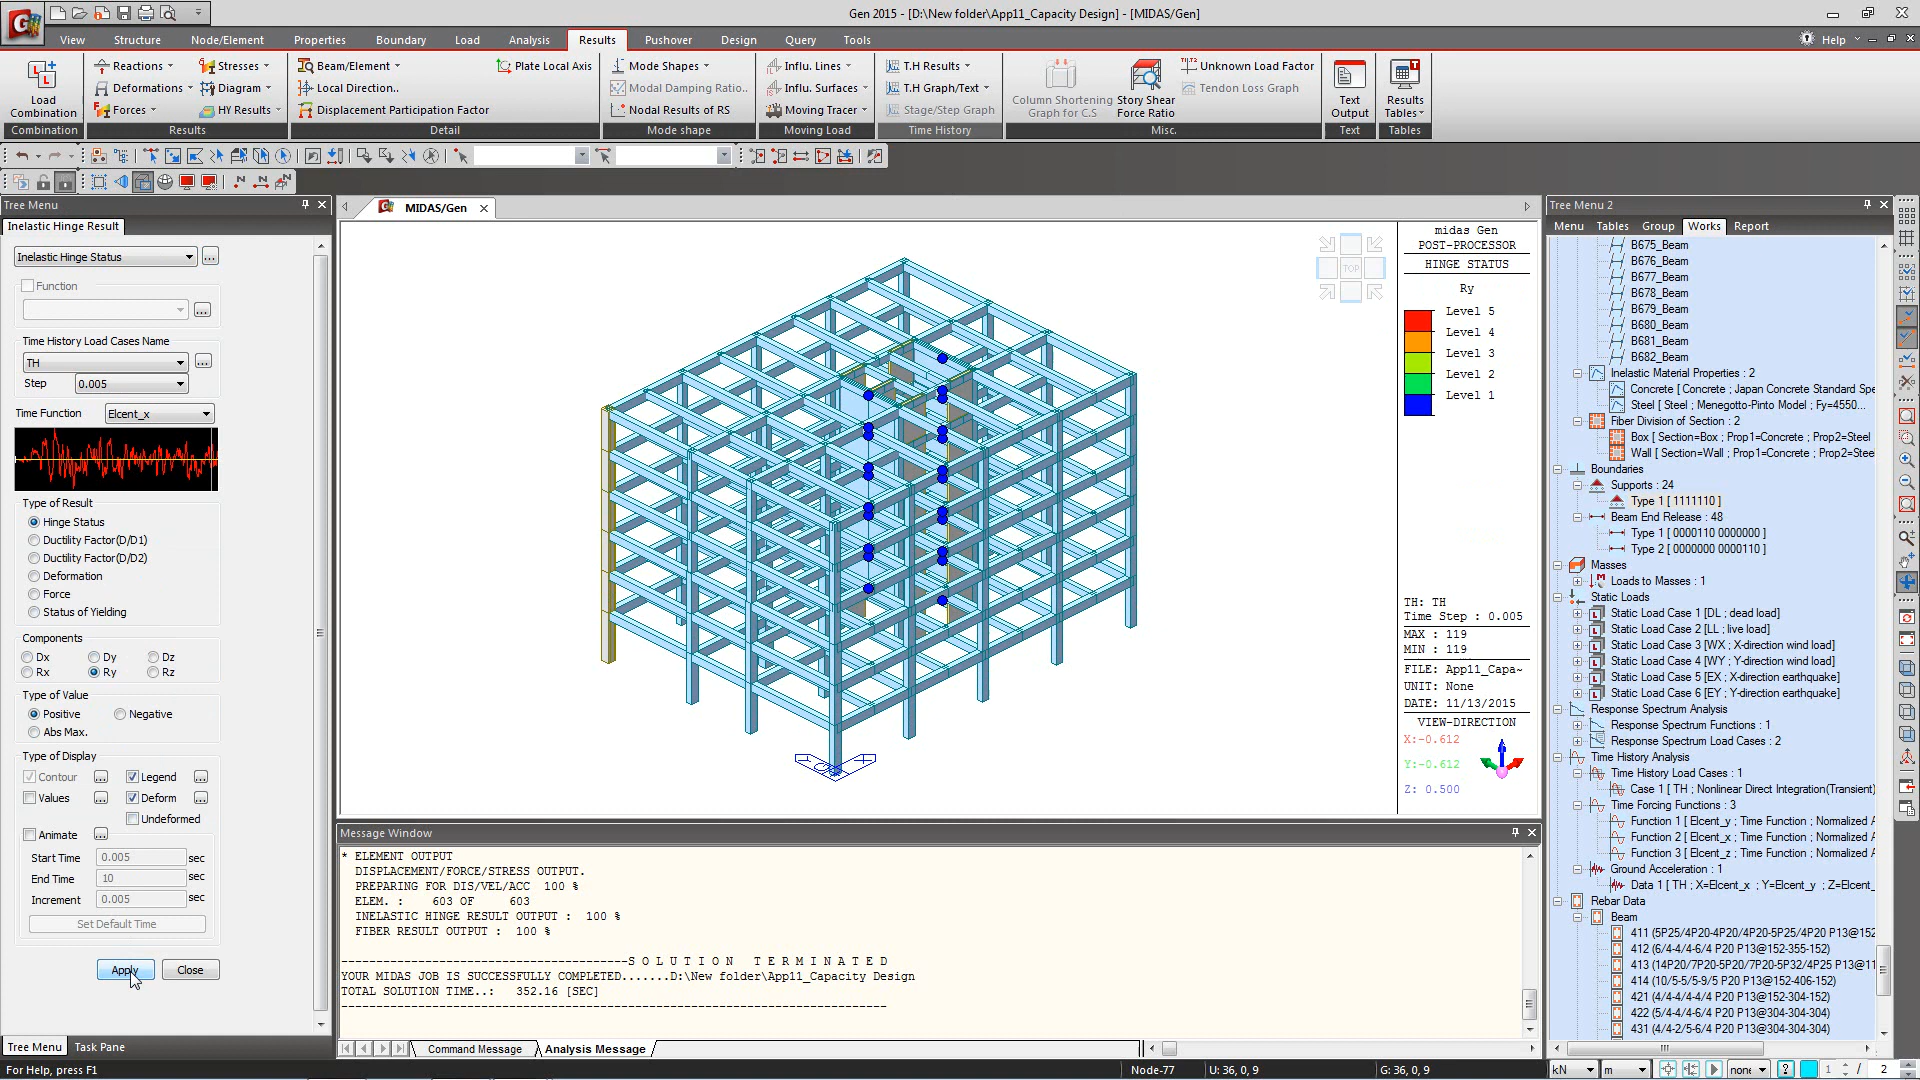 Gen 2015 - [D:\New folder\App11_Capacity Design] - [MIDAS/Gen]
View Structure Node/Element Properties Boundary Load Analysis Results Pushover Design Query Tools Help
Reactions Stresses Beam/Element Plate Local Axis Mode Shapes Influ. Lines T.H Results Unknown Load Factor
Deformations Diagram Local Direction.. Modal Damping Ratio.. Influ. Surfaces T.H Graph/Text Tendon Loss Graph
Forces HY Results Displacement Participation Factor Nodal Results of RS Moving Tracer Stage/Step Graph
Load Combination
Column Shortening Graph for C.S
Story Shear Force Ratio
Text Output
Results Tables
Combination Results Detail Mode shape Moving Load Time History Misc. Text Tables
Tree Menu
Inelastic Hinge Result
Inelastic Hinge Status ...
Function
...
Time History Load Cases Name
TH ...
Step 0.005
Time Function Elcent_x
Type of Result
Hinge Status
Ductility Factor(D/D1)
Ductility Factor(D/D2)
Deformation
Force
Status of Yielding
Components
Dx Dy Dz
Rx Ry Rz
Type of Value
Positive Negative
Abs Max.
Type of Display
Contour ... Legend ...
Values ... Deform ...
Undeformed
Animate ...
Start Time 0.005 sec
End Time 10 sec
Increment 0.005 sec
Set Default Time
Apply Close
Tree Menu Task Pane
MIDAS/Gen
TOP
midas Gen
POST-PROCESSOR
HINGE STATUS
Ry
Level 5
Level 4
Level 3
Level 2
Level 1
TH: TH
Time Step : 0.005
MAX : 119
MIN : 119
FILE: App11_Capa~
UNIT: None
DATE: 11/13/2015
VIEW-DIRECTION
X:-0.612
Y:-0.612
Z: 0.500
Message Window
* ELEMENT OUTPUT
DISPLACEMENT/FORCE/STRESS OUTPUT.
PREPARING FOR DIS/VEL/ACC 100 %
ELEM. : 603 OF 603
INELASTIC HINGE RESULT OUTPUT : 100 %
FIBER RESULT OUTPUT : 100 %
---------------------------------------S O L U T I O N   T E R M I N A T E D
YOUR MIDAS JOB IS SUCCESSFULLY COMPLETED.......D:\New folder\App11_Capacity Design
TOTAL SOLUTION TIME..: 352.16 [SEC]
Command Message Analysis Message
Tree Menu 2
Menu Tables Group Works Report
B675_Beam
B676_Beam
B677_Beam
B678_Beam
B679_Beam
B680_Beam
B681_Beam
B682_Beam
Inelastic Material Properties : 2
Concrete [ Concrete ; Japan Concrete Standard Spe
Steel [ Steel ; Menegotto-Pinto Model ; Fy=4550...
Fiber Division of Section : 2
Box [ Section=Box ; Prop1=Concrete ; Prop2=Steel
Wall [ Section=Wall ; Prop1=Concrete ; Prop2=Stee
Boundaries
Supports : 24
Type 1 [ 1111110 ]
Beam End Release : 48
Type 1 [ 0000110 0000000 ]
Type 2 [ 0000000 0000110 ]
Masses
Loads to Masses : 1
Static Loads
Static Load Case 1 [DL ; dead load]
Static Load Case 2 [LL ; live load]
Static Load Case 3 [WX ; X-direction wind load]
Static Load Case 4 [WY ; Y-direction wind load]
Static Load Case 5 [EX ; X-direction earthquake]
Static Load Case 6 [EY ; Y-direction earthquake]
Response Spectrum Analysis
Response Spectrum Functions : 1
Response Spectrum Load Cases : 2
Time History Analysis
Time History Load Cases : 1
Case 1 [ TH ; Nonlinear Direct Integration(Transient)
Time Forcing Functions : 3
Function 1 [ Elcent_y ; Time Function ; Normalized A
Function 2 [ Elcent_x ; Time Function ; Normalized A
Function 3 [ Elcent_z ; Time Function ; Normalized A
Ground Acceleration : 1
Data 1 [ TH ; X=Elcent_x ; Y=Elcent_y ; Z=Elcent_
Rebar Data
Beam
411 (5P25/4P20-4P20/4P20-5P25/4P20 P13@152
412 (6/4-4/4-6/4 P20 P13@152-355-152)
413 (14P20/7P20-5P20/7P20-5P32/4P25 P13@11
414 (10/5-5/5-9/5 P20 P13@152-406-152)
421 (4/4-4/4-4/4 P20 P13@152-304-152)
422 (5/4-4/4-6/4 P20 P13@304-304-304)
431 (4/4-2/5-6/4 P20 P13@304-304-304)
For Help, press F1 Node-77 U: 36, 0, 9 G: 36, 0, 9 kN m none ? 1 / 2